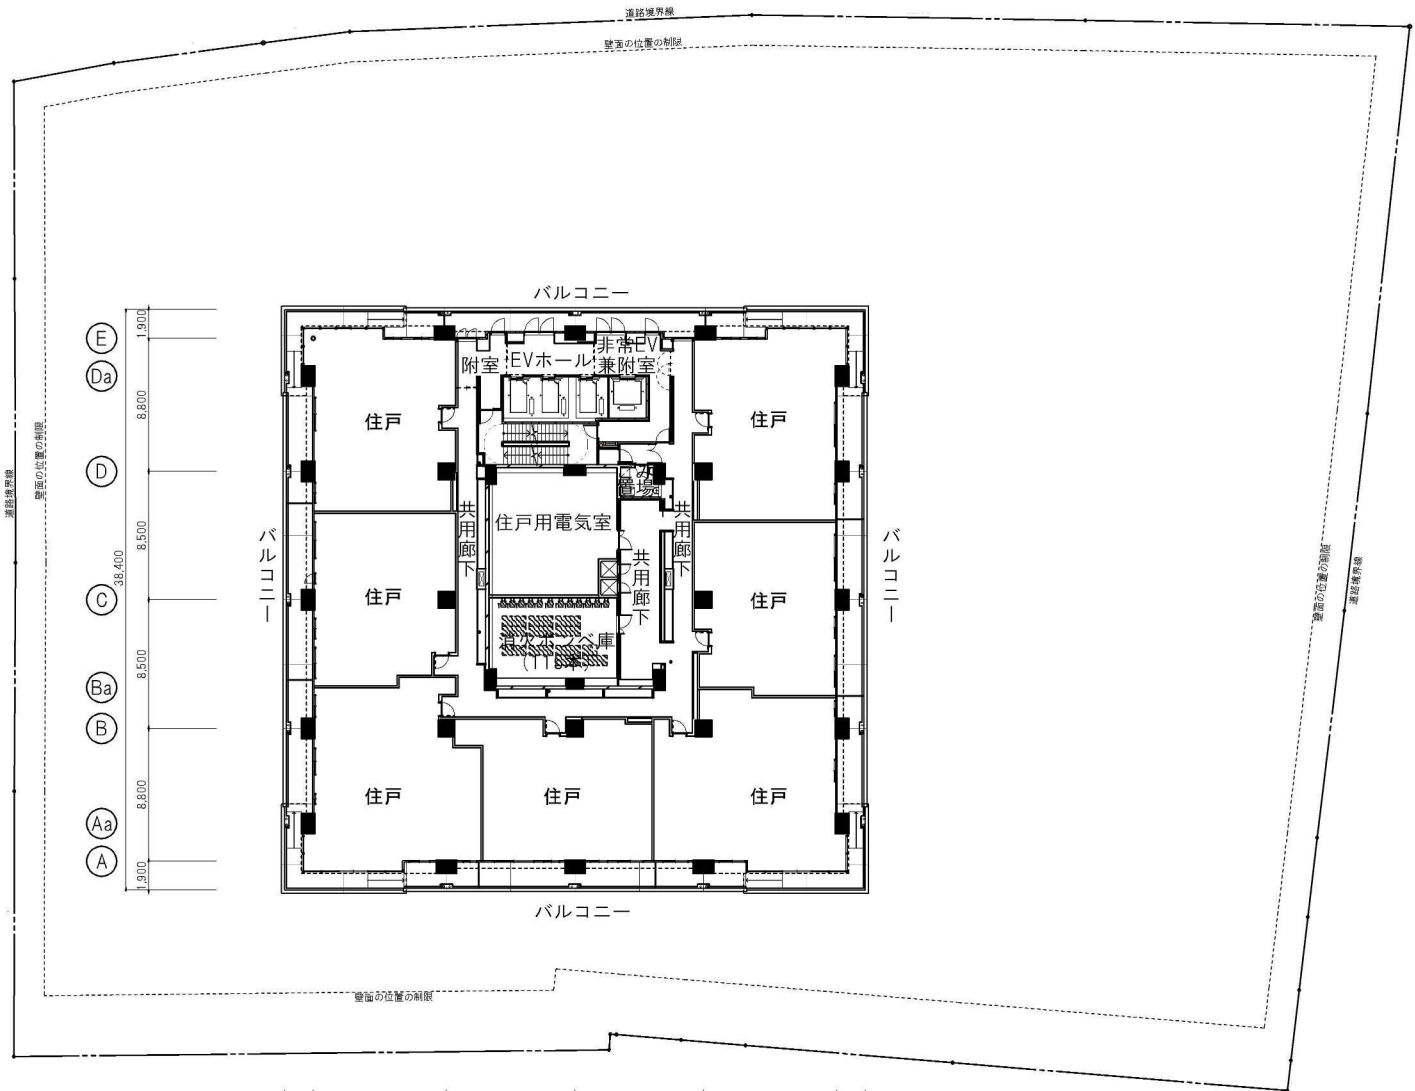 道路境界線
壁面の位置の制限
バルコニー
E
Da
D
C
Ba
B
Aa
A
1,900
8,800
8,500
38,400
8,500
8,800
1,900
附室
EVホール
非常EV
兼附室
住戸
住戸
ごみ
置場
住戸用電気室
共用廊下
共用廊下
共用廊下
バルコニー
バルコニー
道路境界線
壁面の位置の制限
壁面の位置の制限
道路境界線
住戸
住戸
消火ボンベ庫
住戸
住戸
住戸
バルコニー
壁面の位置の制限